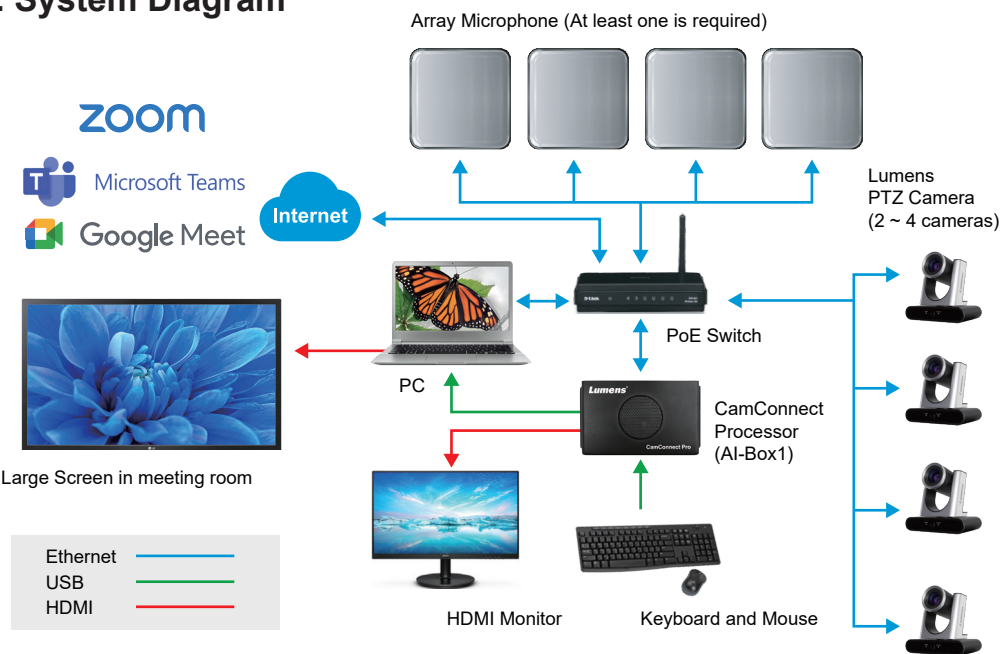 . System Diagram
Array Microphone (At least one is required)
zoom
Microsoft Teams
Google Meet
Internet
Lumens
PTZ Camera
(2 ~ 4 cameras)
D-Link
PoE Switch
PC
Lumens
CamConnect Pro
CamConnect
Processor
(AI-Box1)
Large Screen in meeting room
Ethernet
USB
HDMI
HDMI Monitor
Keyboard and Mouse